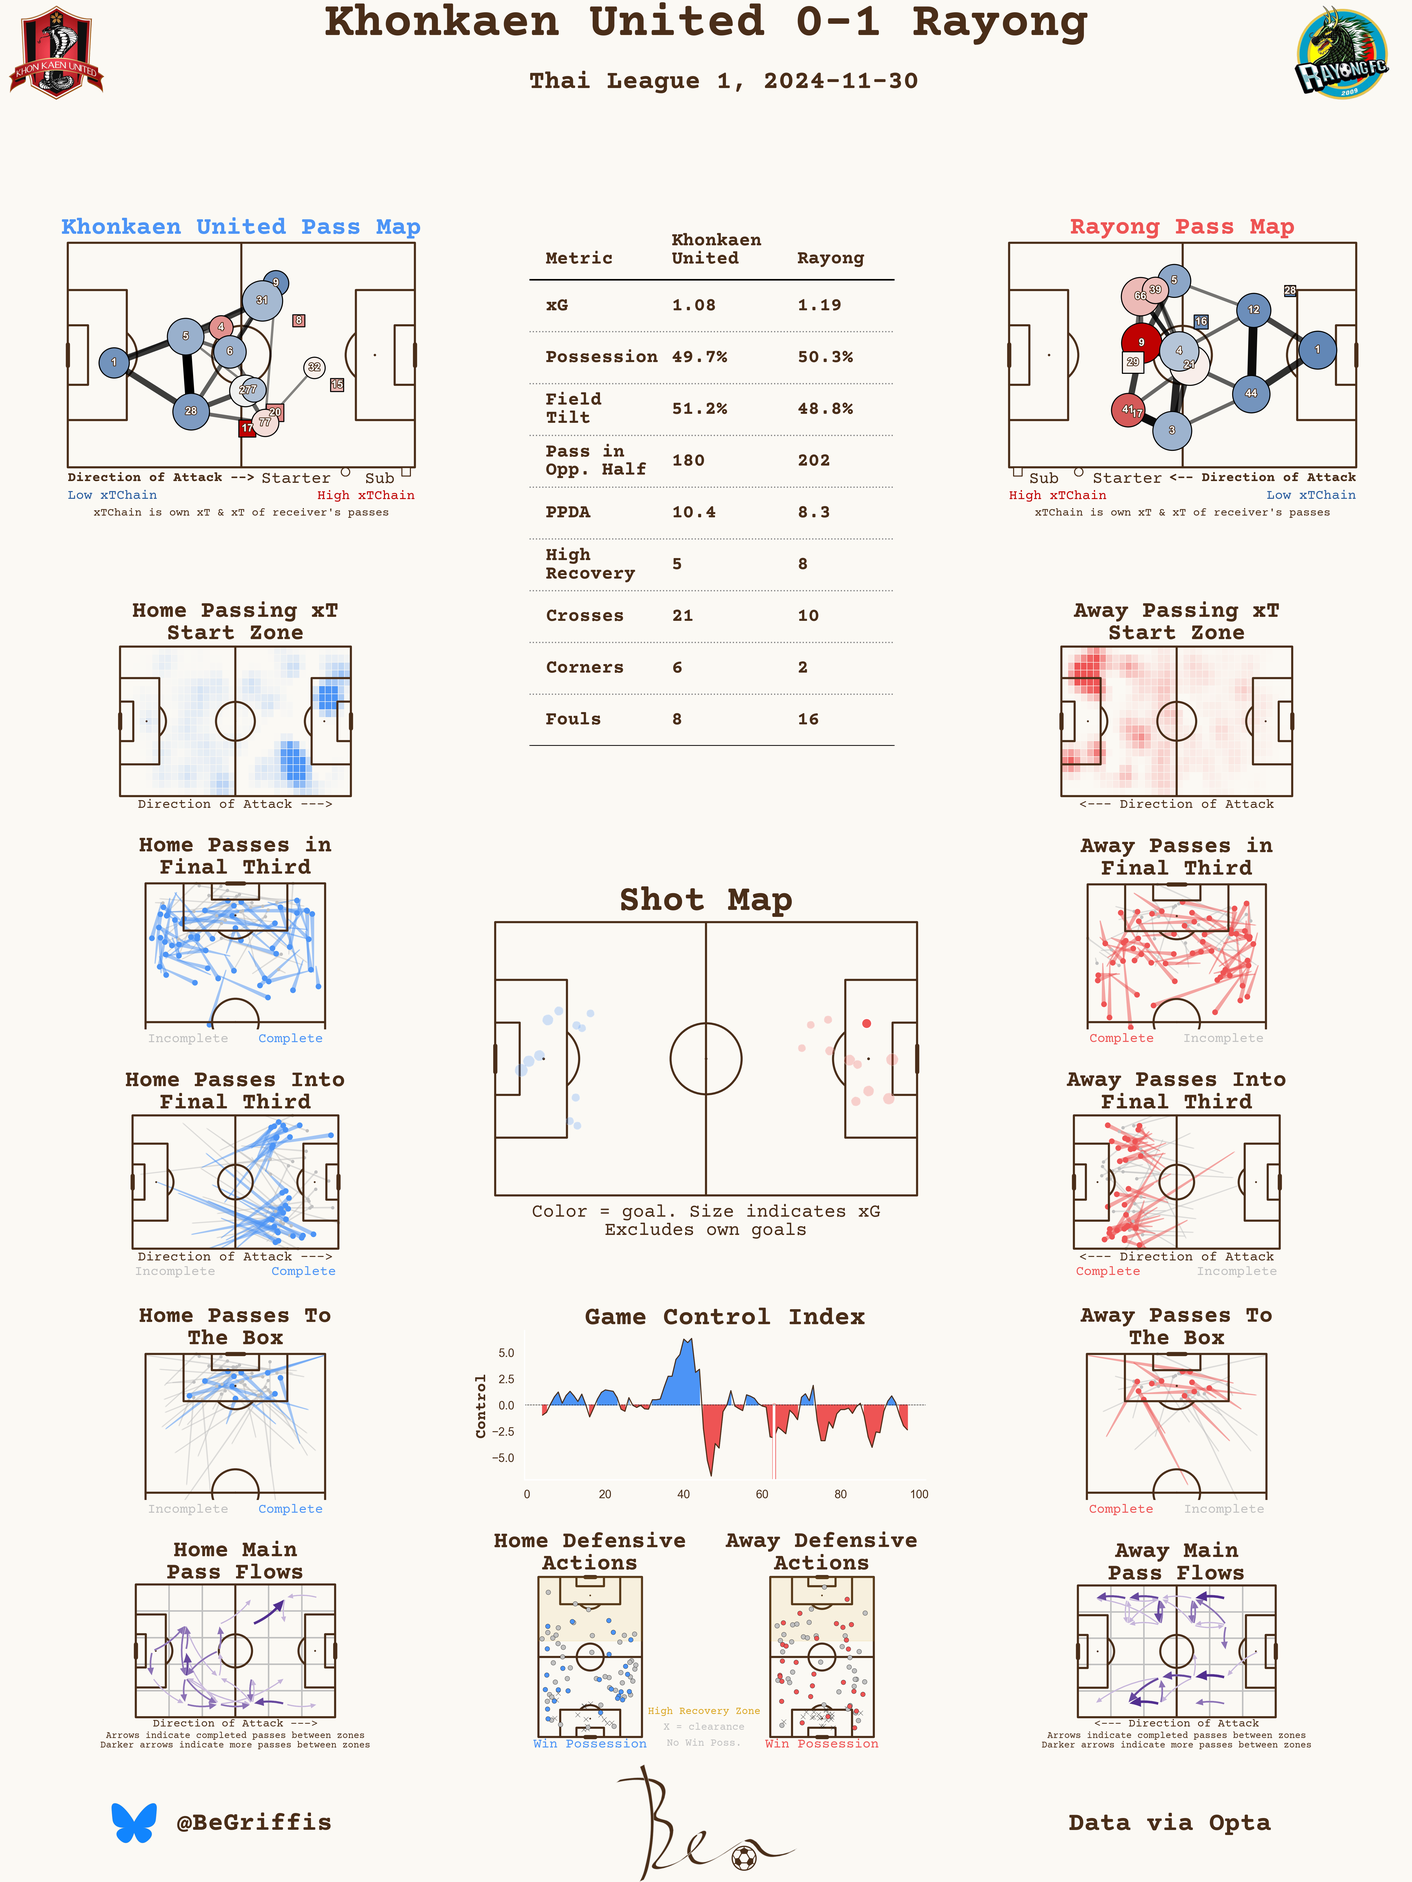 Khonkaen United 0-1 Rayong
Thai League 1, 2024-11-30
KHON KAEN UNITED
RAYONG FC
2009
Khonkaen United Pass Map
9
31
8
4
5
6
1
32
15
27
7
28
20
77
17
Direction of Attack --> Starter Sub
Low xTChain High xTChain
xTChain is own xT & xT of receiver's passes
Metric Khonkaen United Rayong
xG 1.08 1.19
Possession 49.7% 50.3%
Field Tilt 51.2% 48.8%
Pass in Opp. Half 180 202
PPDA 10.4 8.3
High Recovery 5 8
Crosses 21 10
Corners 6 2
Fouls 8 16
Rayong Pass Map
5
66
39
28
12
16
9
4
1
29
21
44
41
17
3
Sub Starter <-- Direction of Attack
High xTChain Low xTChain
xTChain is own xT & xT of receiver's passes
Home Passing xT
Start Zone
Direction of Attack --->
Away Passing xT
Start Zone
<--- Direction of Attack
Home Passes in
Final Third
Incomplete Complete
Away Passes in
Final Third
Complete Incomplete
Shot Map
Color = goal. Size indicates xG
Excludes own goals
Home Passes Into
Final Third
Direction of Attack --->
Incomplete Complete
Away Passes Into
Final Third
<--- Direction of Attack
Complete Incomplete
Home Passes To
The Box
Incomplete Complete
Game Control Index
Control
5.0
2.5
0.0
−2.5
−5.0
0 20 40 60 80 100
Away Passes To
The Box
Complete Incomplete
Home Main
Pass Flows
Direction of Attack --->
Arrows indicate completed passes between zones
Darker arrows indicate more passes between zones
Home Defensive
Actions
Win Possession
High Recovery Zone
X = clearance
No Win Poss.
Away Defensive
Actions
Win Possession
Away Main
Pass Flows
<--- Direction of Attack
Arrows indicate completed passes between zones
Darker arrows indicate more passes between zones
@BeGriffis
Ben
Data via Opta